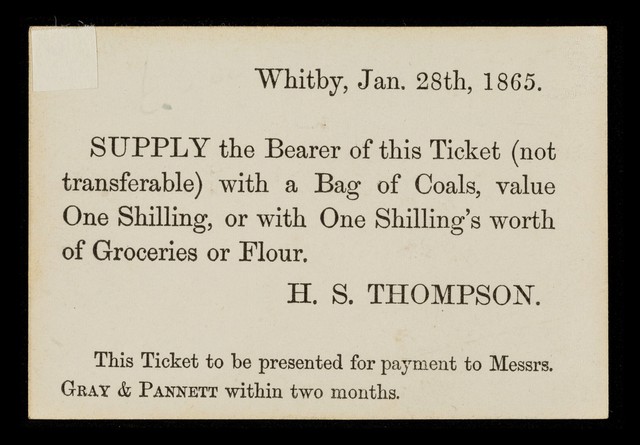 Whitby, Jan. 28th, 1865.
SUPPLY the Bearer of this Ticket (not
transferable) with a Bag of Coals, value
One Shilling, or with One Shilling's worth
of Groceries or Flour.
H. S. THOMPSON.
This Ticket to be presented for payment to Messrs.
GRAY & PANNETT within two months.